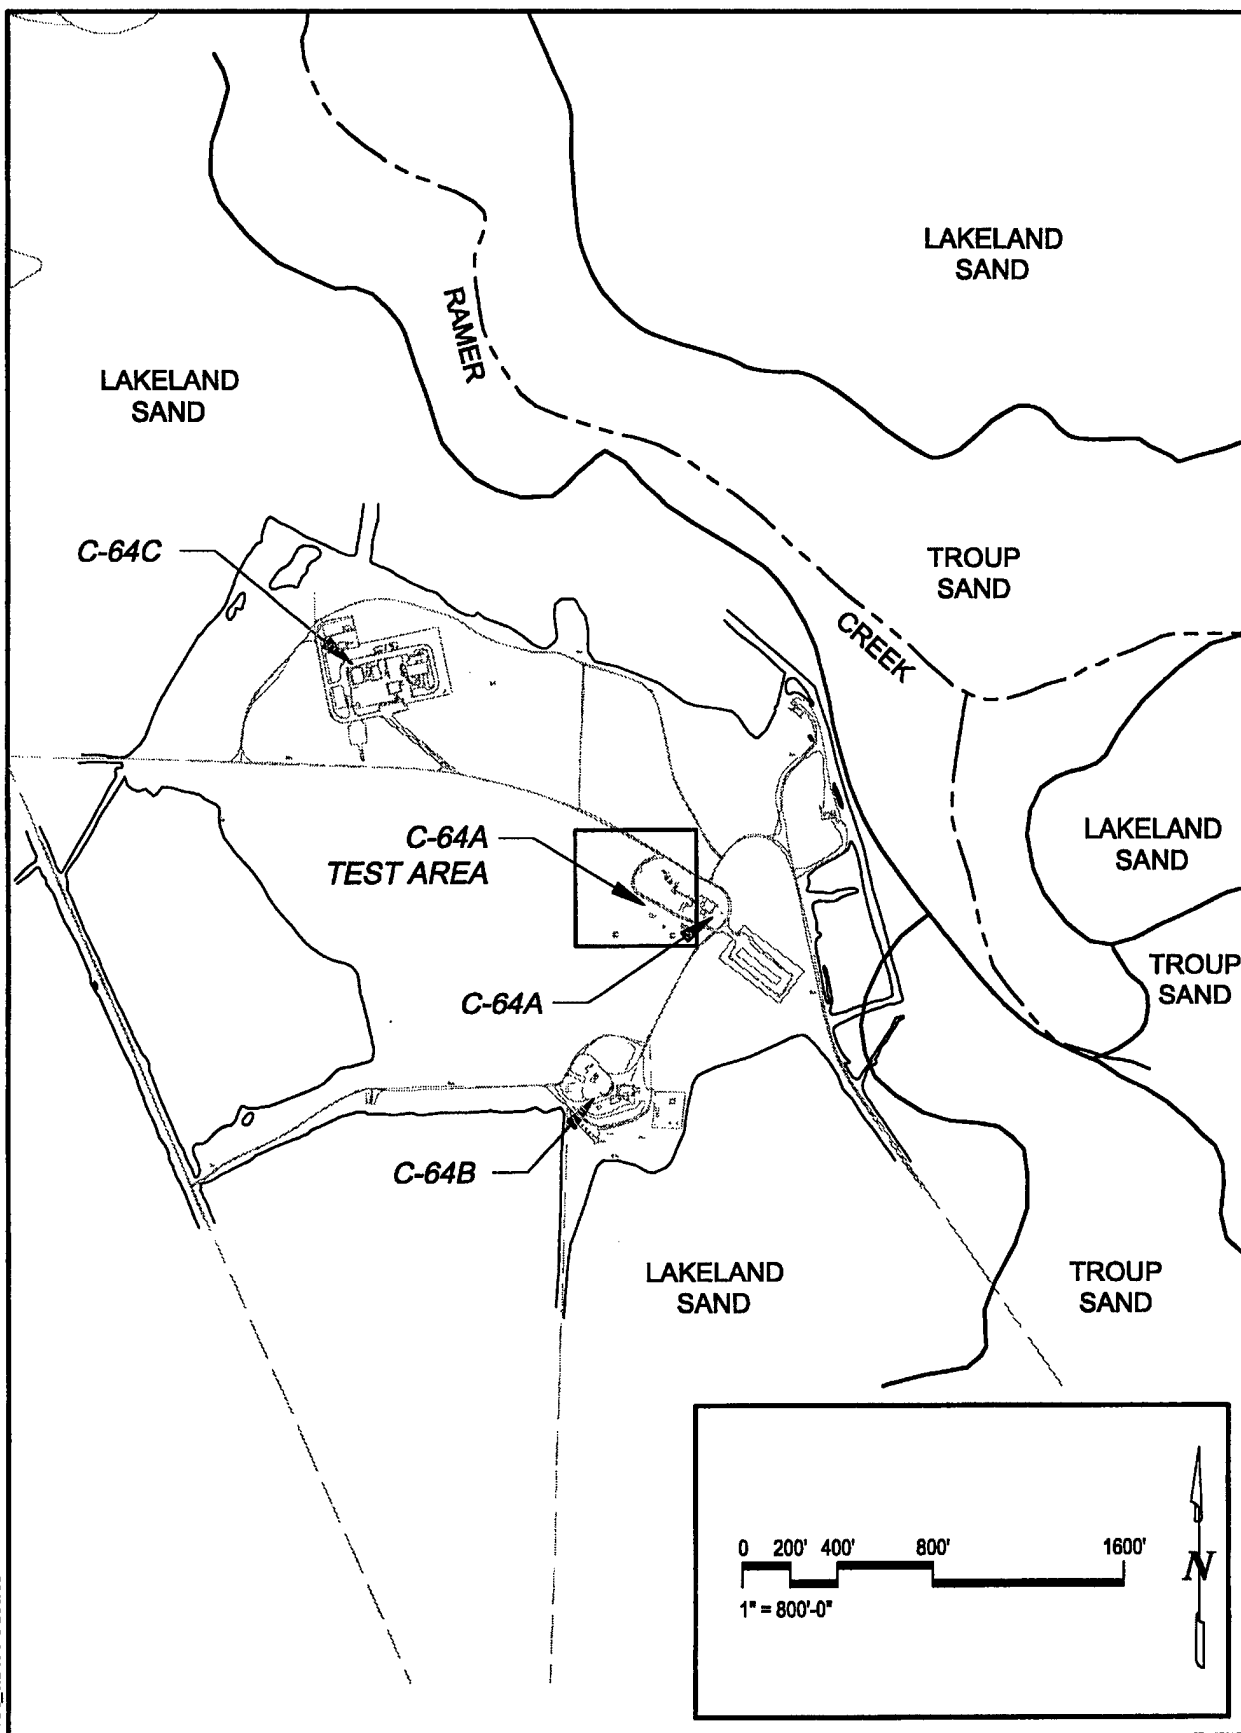 LAKELAND
SAND
RAMER
LAKELAND
SAND
C-64C
TROUP
SAND
CREEK
C-64A
TEST AREA
LAKELAND
SAND
TROUP
SAND
C-64A
C-64B
LAKELAND
SAND
TROUP
SAND
0 200' 400' 800' 1600'
1" = 800'-0"
N